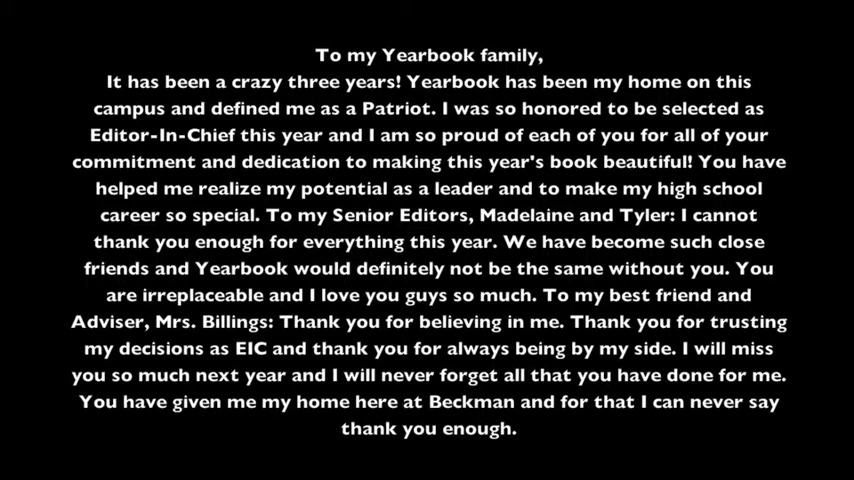 To my Yearbook family,
It has been a crazy three years! Yearbook has been my home on this
campus and defined me as a Patriot. I was so honored to be selected as
Editor-In-Chief this year and I am so proud of each of you for all of your
commitment and dedication to making this year's book beautiful! You have
helped me realize my potential as a leader and to make my high school
career so special. To my Senior Editors, Madelaine and Tyler: I cannot
thank you enough for everything this year. We have become such close
friends and Yearbook would definitely not be the same without you. You
are irreplaceable and I love you guys so much. To my best friend and
Adviser, Mrs. Billings: Thank you for believing in me. Thank you for trusting
my decisions as EIC and thank you for always being by my side. I will miss
you so much next year and I will never forget all that you have done for me.
You have given me my home here at Beckman and for that I can never say
thank you enough.